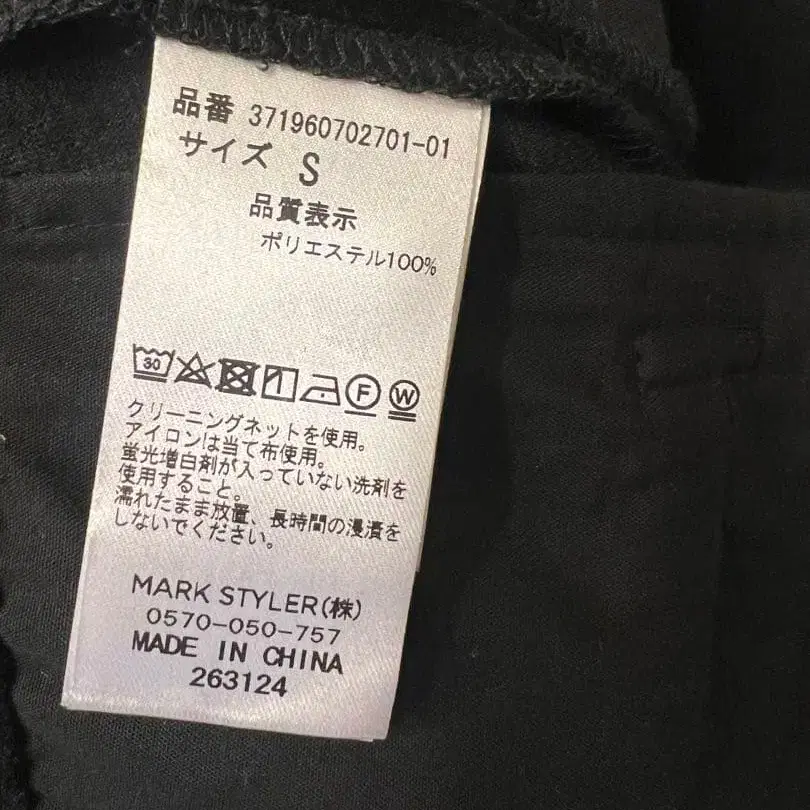 品番 371960702701-01
サイズ S
品質表示
ポリエステル100%
30 F W
クリーニングネットを使用。
アイロンは当て布使用。
蛍光増白剤が入っていない洗剤を
使用すること。
濡れたまま放置、長時間の浸漬を
しないでください。
MARK STYLER(株)
0570-050-757
MADE IN CHINA
263124